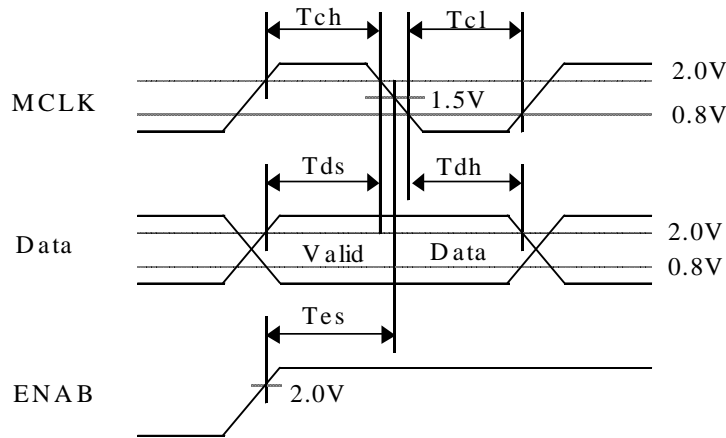 Tch Tcl
2.0V
MCLK 1.5V
0.8V
Tds Tdh
Data 2.0V
Valid Data
0.8V
Tes
ENAB 2.0V